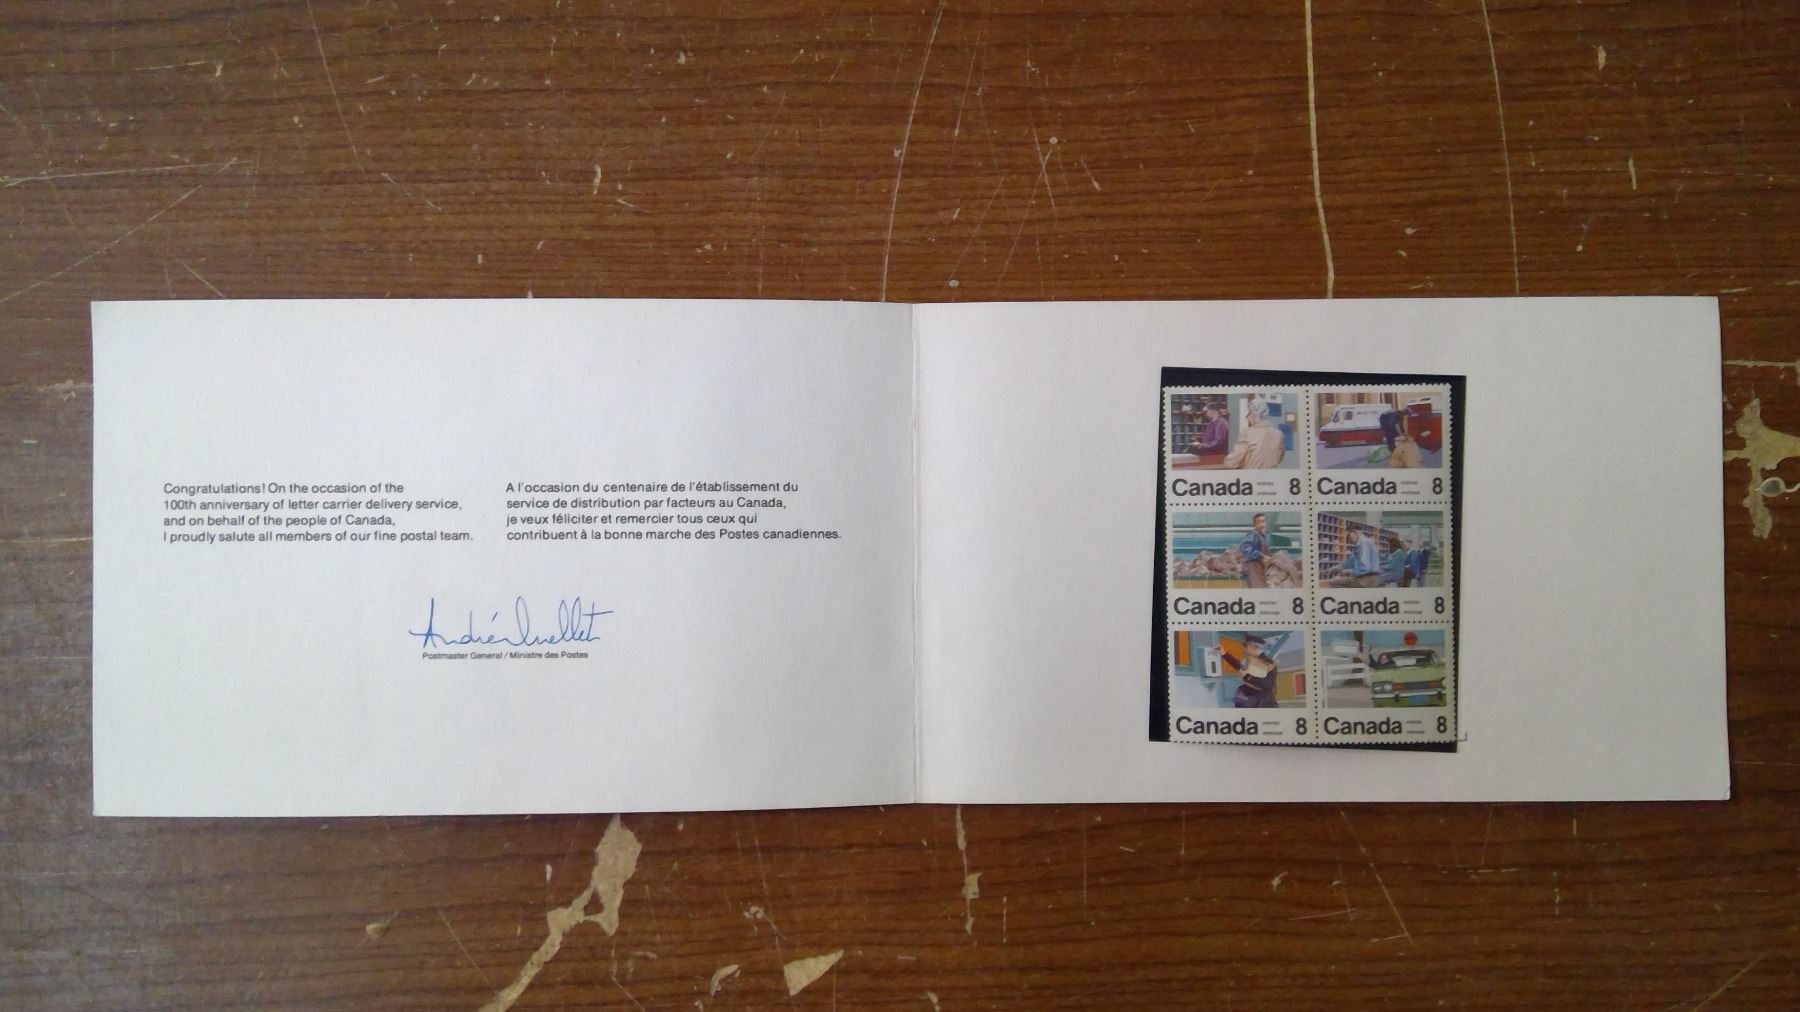 Congratulations! On the occasion of the
100th anniversary of letter carrier delivery service,
and on behalf of the people of Canada,
I proudly salute all members of our fine postal team.
A l'occasion du centenaire de l'établissement du
service de distribution par facteurs au Canada,
je veux féliciter et remercier tous ceux qui
contribuent à la bonne marche des Postes canadiennes.
André Ouellet
Postmaster General / Ministre des Postes
Canada 8
Canada 8
Canada 8
Canada 8
Canada 8
Canada 8